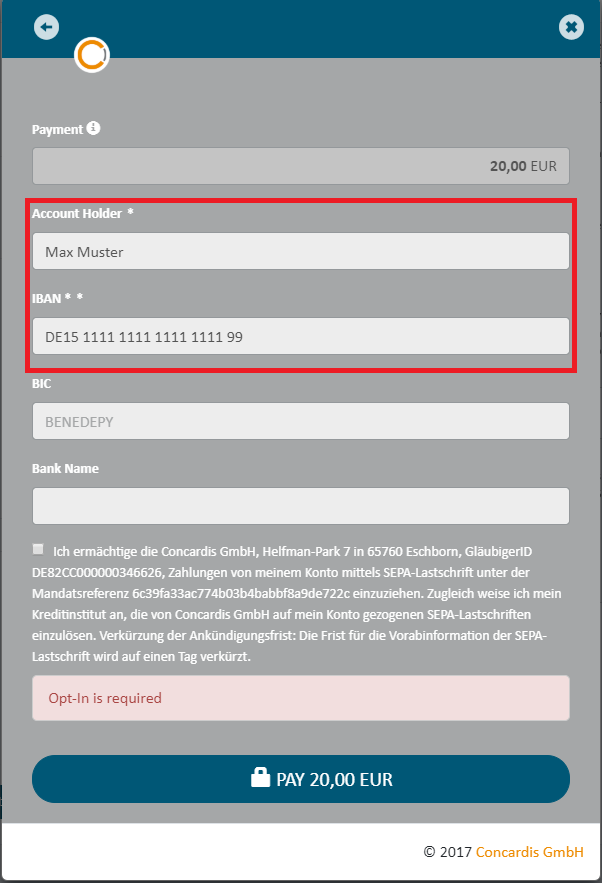 Payment
20,00 EUR
Account Holder *
Max Muster
IBAN * *
DE15 1111 1111 1111 1111 99
BIC
BENEDEPY
Bank Name
Ich ermächtige die Concardis GmbH, Helfman-Park 7 in 65760 Eschborn, GläubigerID
DE82CC000000346626, Zahlungen von meinem Konto mittels SEPA-Lastschrift unter der
Mandatsreferenz 6c39fa33ac774b03b4babbf8a9de722c einzuziehen. Zugleich weise ich mein
Kreditinstitut an, die von Concardis GmbH auf mein Konto gezogenen SEPA-Lastschriften
einzulösen. Verkürzung der Ankündigungsfrist: Die Frist für die Vorabinformation der SEPA-
Lastschrift wird auf einen Tag verkürzt.
Opt-In is required
PAY 20,00 EUR
© 2017 Concardis GmbH